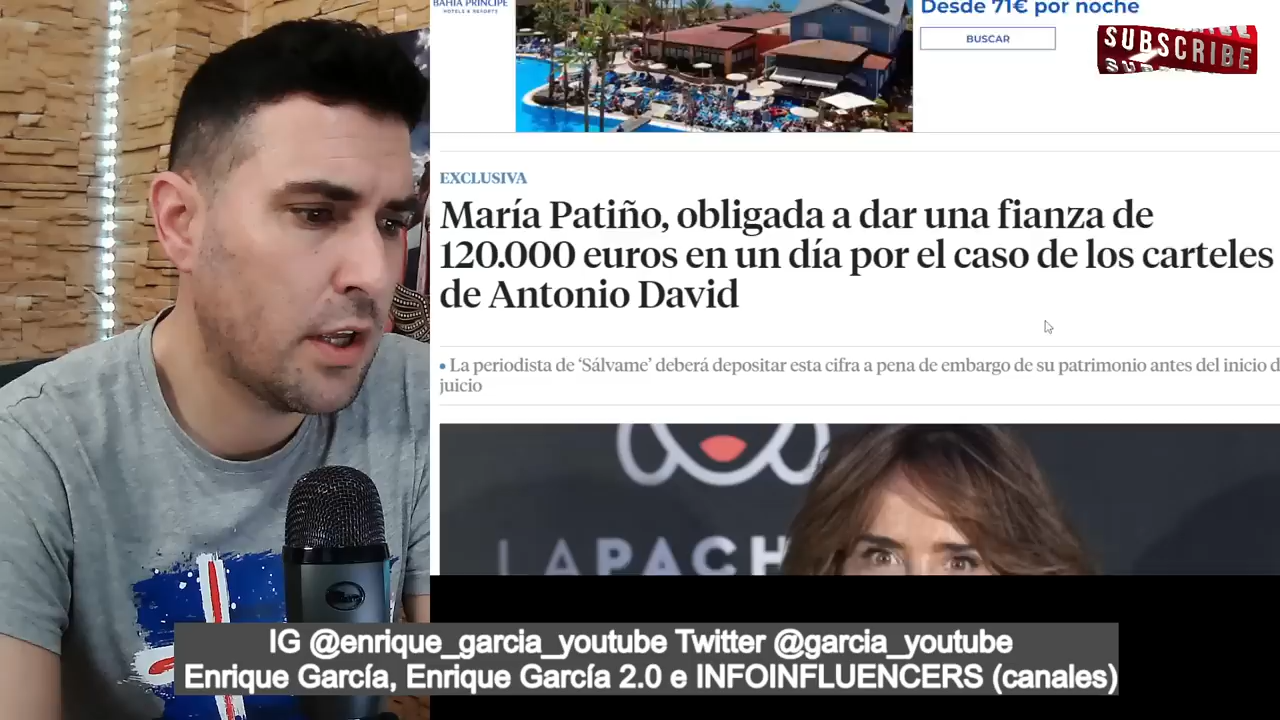 BAHIA PRINCIPE
HOTELS & RESORTS
Desde 71€ por noche
BUSCAR
SUBSCRIBE
EXCLUSIVA
María Patiño, obligada a dar una fianza de
120.000 euros en un día por el caso de los carteles
de Antonio David
• La periodista de ‘Sálvame’ deberá depositar esta cifra a pena de embargo de su patrimonio antes del inicio d
juicio
LAPACH
IG @enrique_garcia_youtube Twitter @garcia_youtube
Enrique García, Enrique García 2.0 e INFOINFLUENCERS (canales)